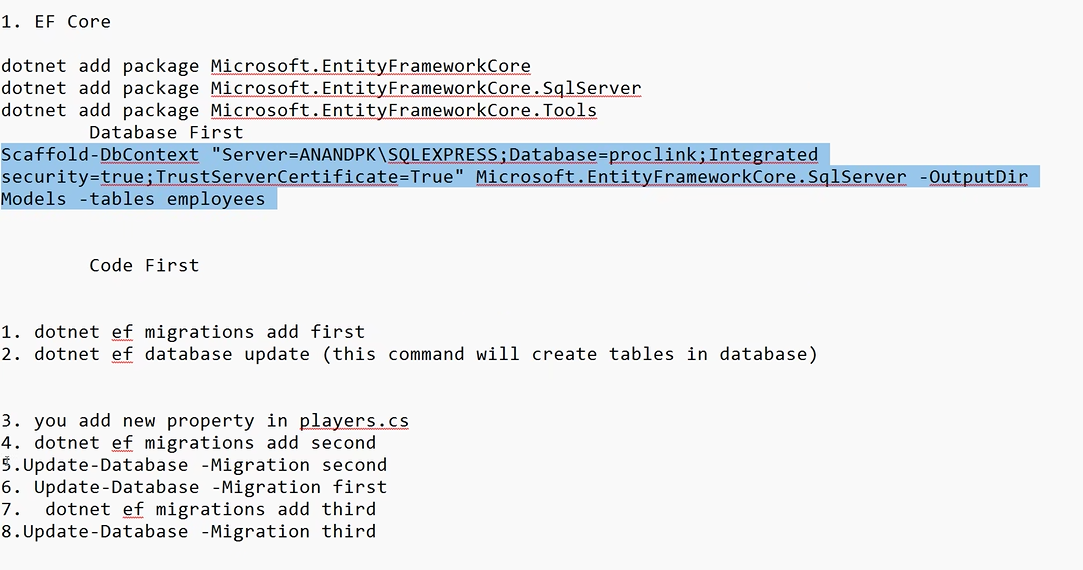 1. EF Core
dotnet add package Microsoft.EntityFrameworkCore
dotnet add package Microsoft.EntityFrameworkCore.SqlServer
dotnet add package Microsoft.EntityFrameworkCore.Tools
Database First
Scaffold-DbContext "Server=ANANDPK\SQLEXPRESS;Database=proclink;Integrated
security=true;TrustServerCertificate=True" Microsoft.EntityFrameworkCore.SqlServer -OutputDir
Models -tables employees
Code First
1. dotnet ef migrations add first
2. dotnet ef database update (this command will create tables in database)
3. you add new property in players.cs
4. dotnet ef migrations add second
5.Update-Database -Migration second
6. Update-Database -Migration first
7.  dotnet ef migrations add third
8.Update-Database -Migration third